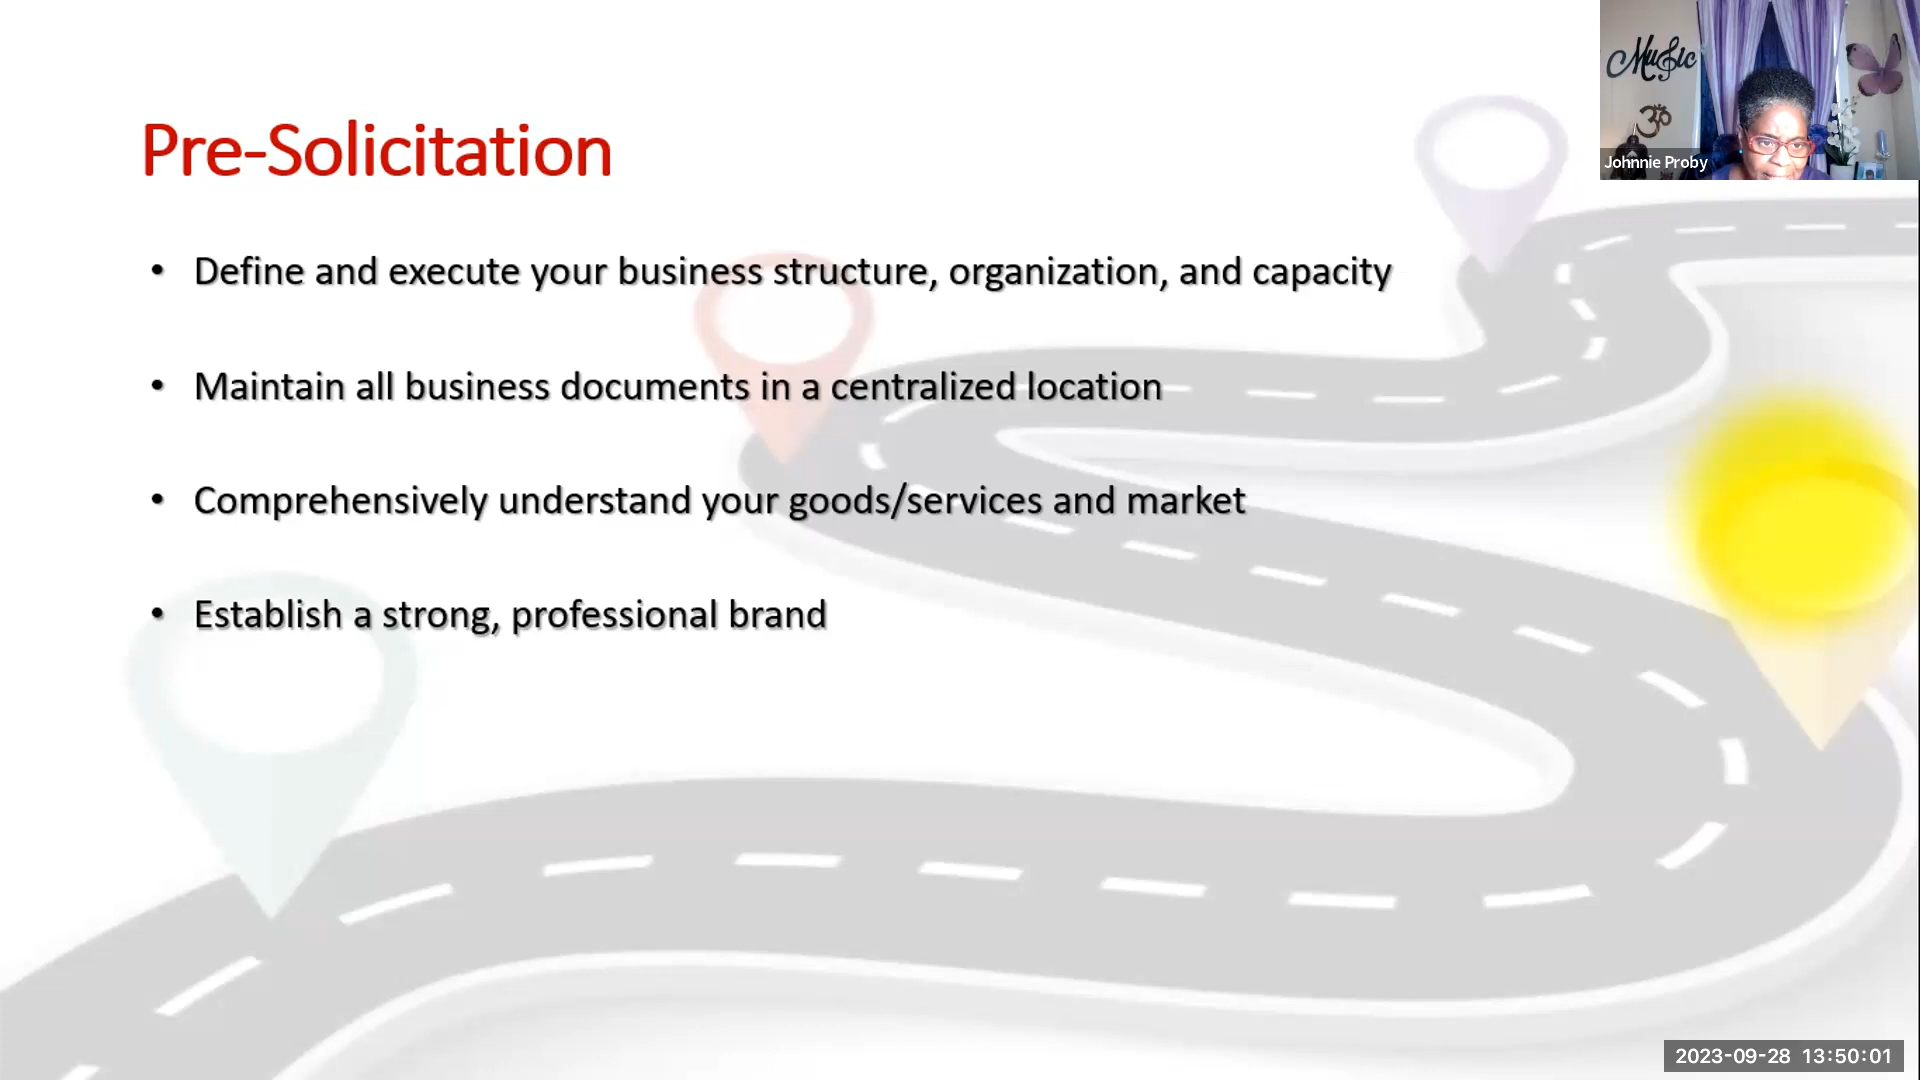 Music
ॐ
Johnnie Proby
Pre-Solicitation
• Define and execute your business structure, organization, and capacity
• Maintain all business documents in a centralized location
• Comprehensively understand your goods/services and market
• Establish a strong, professional brand
2023-09-28 13:50:01